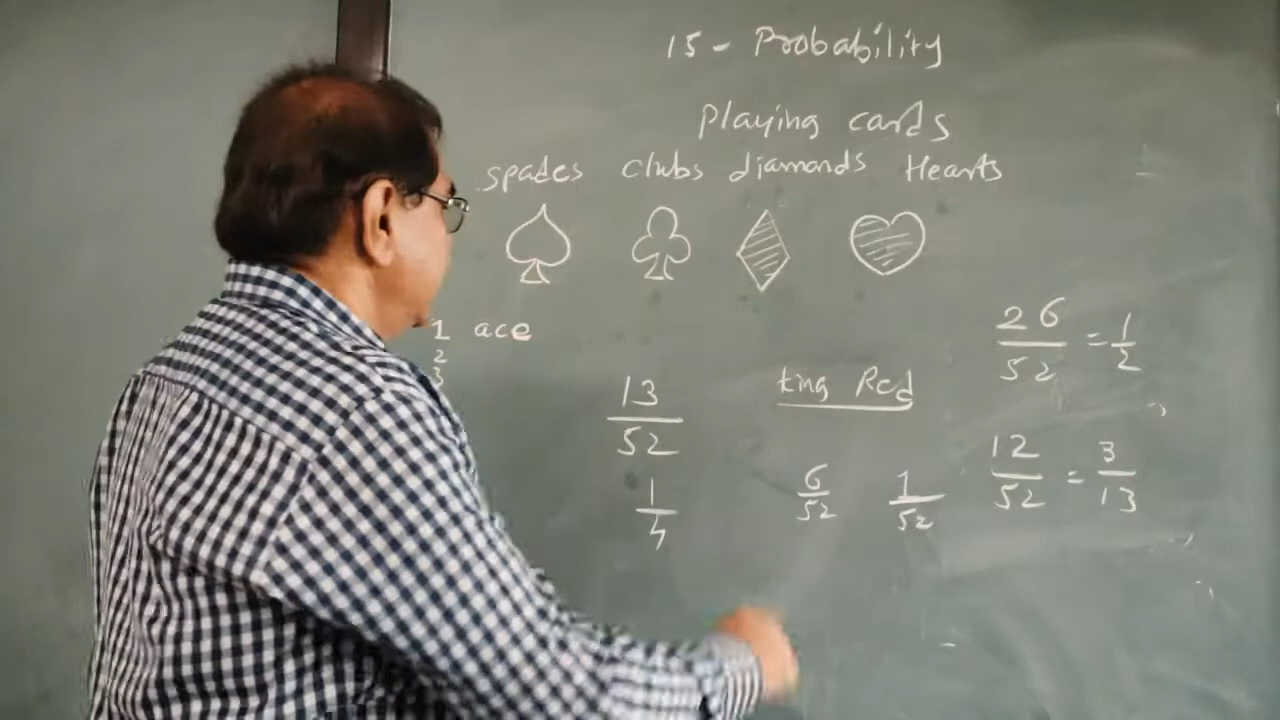 15 - Probability
Playing cards
spades clubs diamonds Hearts
1 ace
2
3
13/52
1/4
king Red
6/52
1/52
26/52 = 1/2
12/52 = 3/13